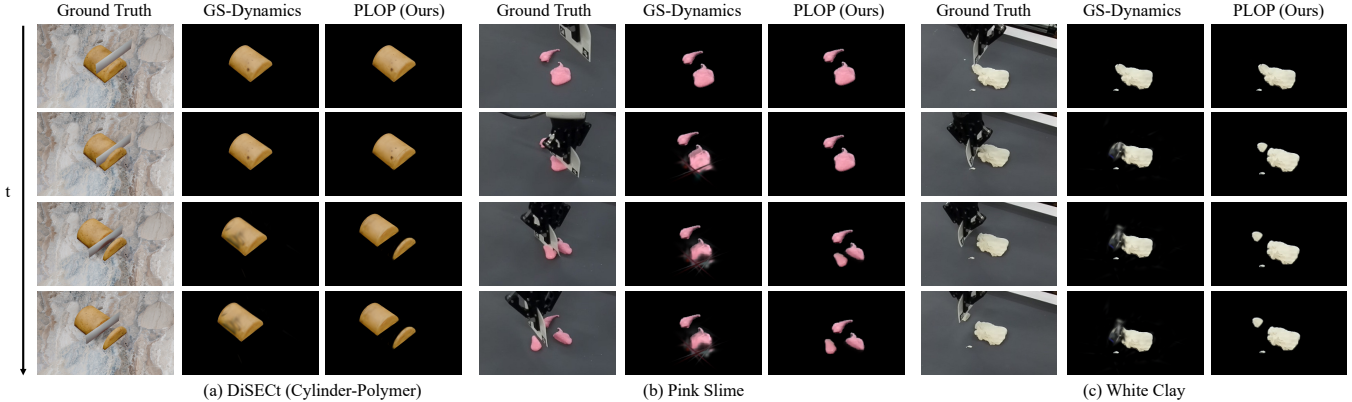 Ground Truth GS-Dynamics PLOP (Ours) Ground Truth GS-Dynamics PLOP (Ours) Ground Truth GS-Dynamics PLOP (Ours)
t
(a) DiSECt (Cylinder-Polymer) (b) Pink Slime (c) White Clay